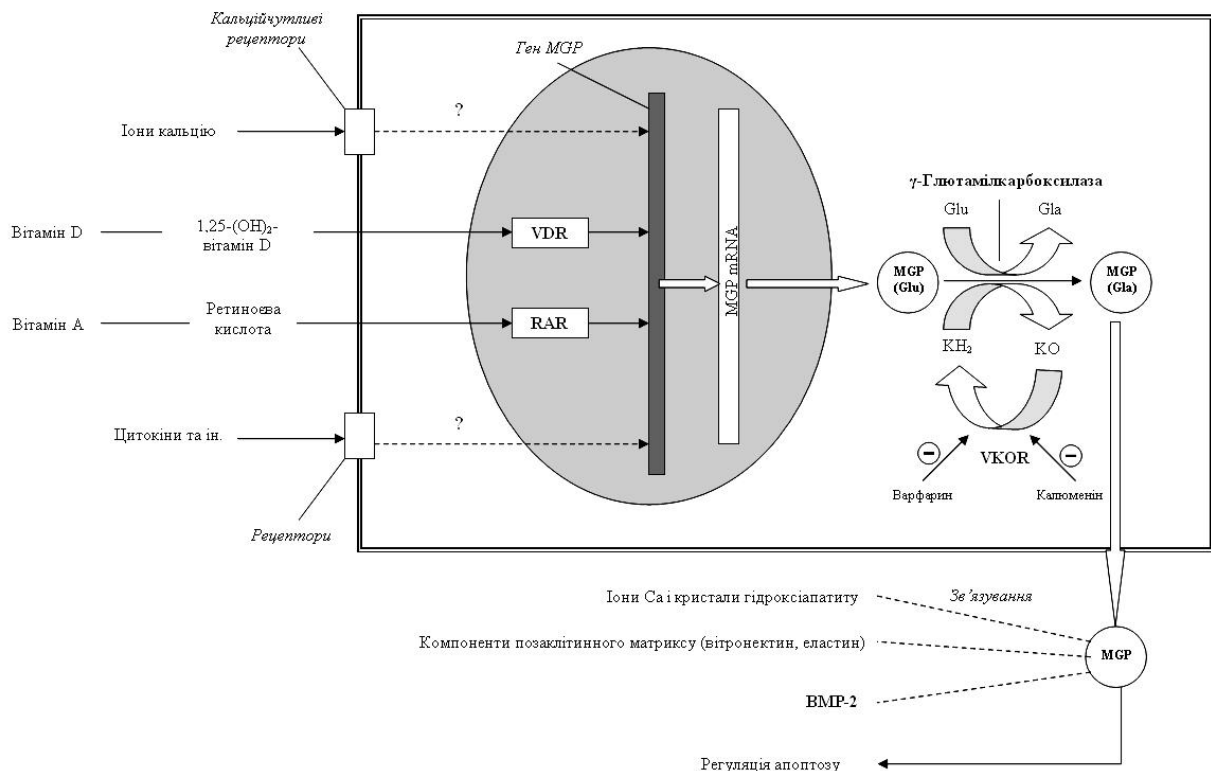 Кальційчутливі
рецептори
Ген MGP
?
Іони кальцію
γ-Глютамілкарбоксилаза
Glu
Gla
Вітамін D
1,25-(OH)₂-
вітамін D
VDR
MGP mRNA
MGP
(Glu)
MGP
(Gla)
Вітамін А
Ретиноєва
кислота
RAR
KH₂
KO
?
Цитокіни та ін.
VKOR
Варфарин
Калюменін
Рецептори
Іони Са і кристали гідроксіапатиту
Зв’язування
Компоненти позаклітинного матриксу (вітронектин, еластин)
MGP
BMP-2
Регуляція апоптозу